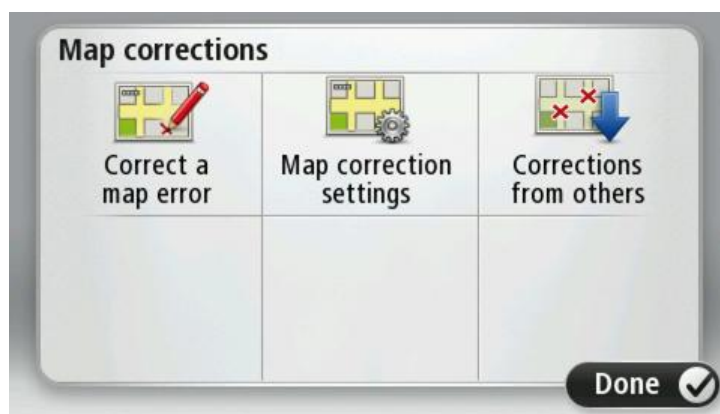 Map corrections
Correct a
map error
Map correction
settings
Corrections
from others
Done